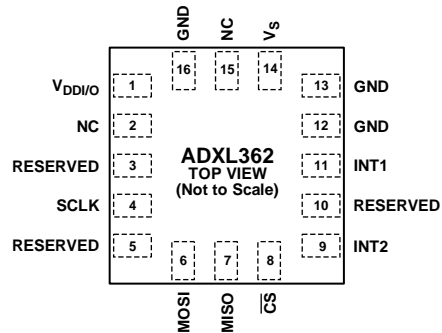 GND
NC
VS
16
15
14
VDDI/O
1
13
GND
NC
2
12
GND
RESERVED
3
ADXL362
11
INT1
TOP VIEW
(Not to Scale)
SCLK
4
10
RESERVED
RESERVED
5
9
INT2
6
7
8
MOSI
MISO
C̅S̅